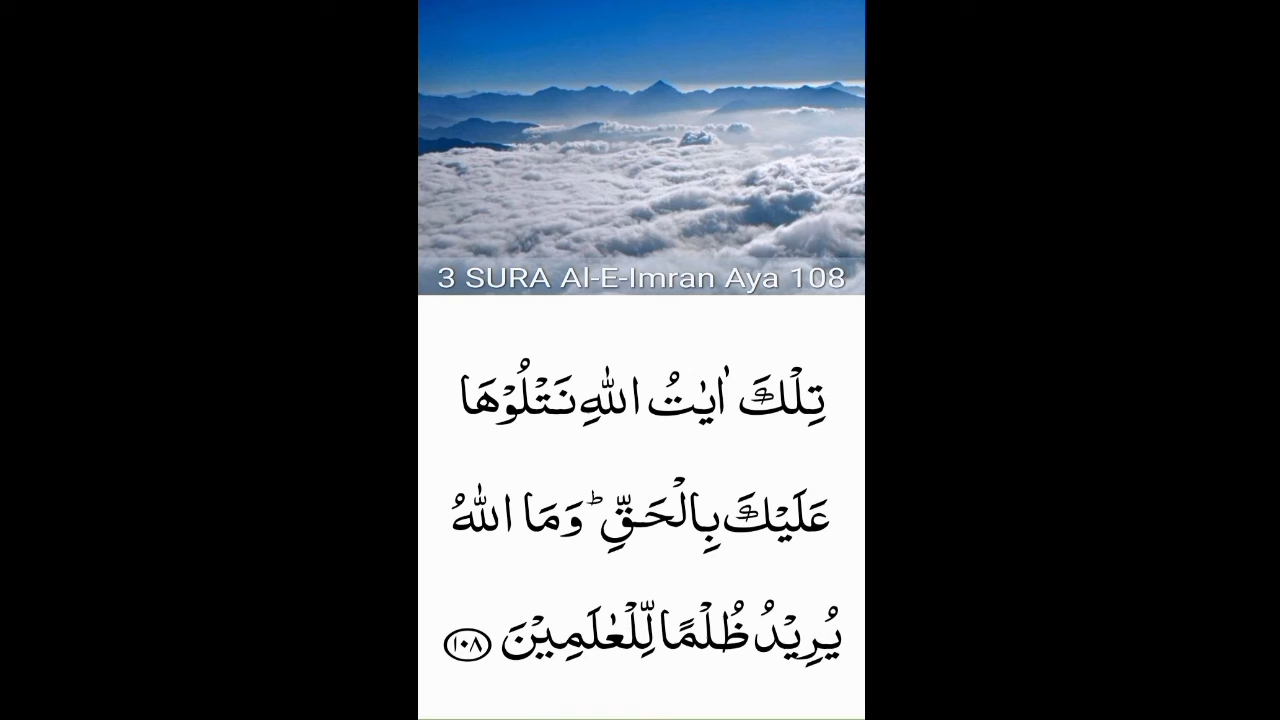 3 SURA Al-E-Imran Aya 108
تِلْكَ اٰيٰتُ اللّٰهِ نَتْلُوْهَا
عَلَيْكَ بِالْحَقِّ ؕ وَمَا اللّٰهُ
يُرِيْدُ ظُلْمًا لِّلْعٰلَمِيْنَ ۝١٠٨